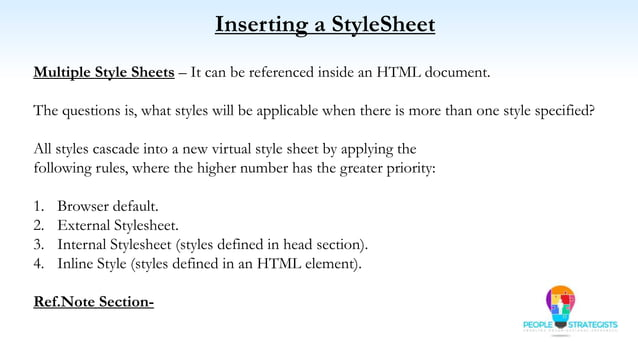 Inserting a StyleSheet
Multiple Style Sheets – It can be referenced inside an HTML document.
The questions is, what styles will be applicable when there is more than one style specified?
All styles cascade into a new virtual style sheet by applying the
following rules, where the higher number has the greater priority:
1. Browser default.
2. External Stylesheet.
3. Internal Stylesheet (styles defined in head section).
4. Inline Style (styles defined in an HTML element).
Ref.Note Section-
PEOPLE STRATEGISTS